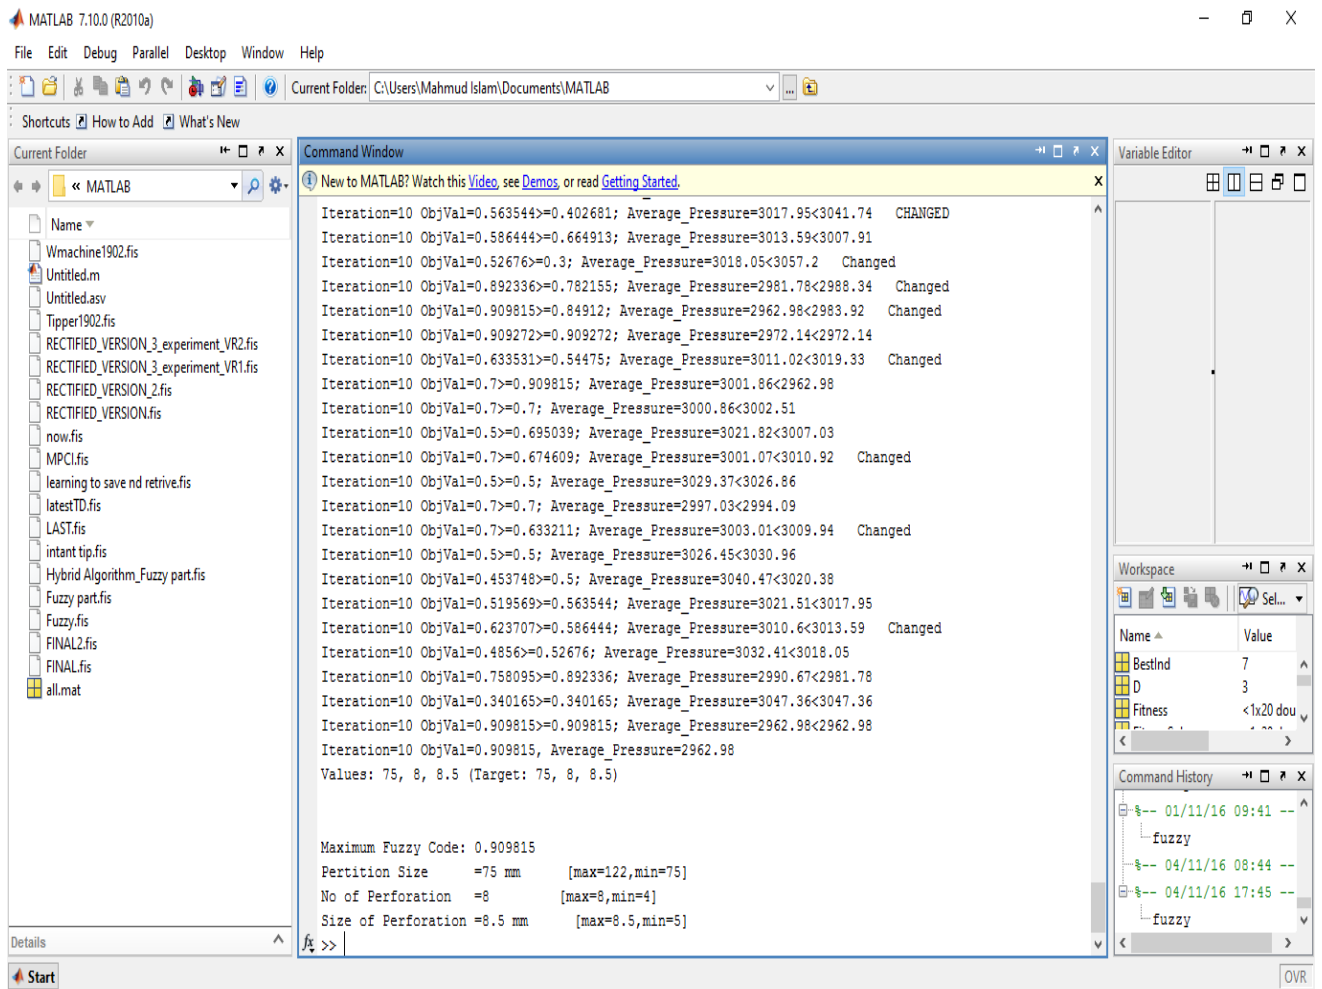 MATLAB 7.10.0 (R2010a)
File Edit Debug Parallel Desktop Window Help
Current Folder: C:\Users\Mahmud Islam\Documents\MATLAB
Shortcuts How to Add What's New
Current Folder
« MATLAB
Name
Wmachine1902.fis
Untitled.m
Untitled.asv
Tipper1902.fis
RECTIFIED_VERSION_3_experiment_VR2.fis
RECTIFIED_VERSION_3_experiment_VR1.fis
RECTIFIED_VERSION_2.fis
RECTIFIED_VERSION.fis
now.fis
MPCI.fis
learning to save nd retrive.fis
latestTD.fis
LAST.fis
intant tip.fis
Hybrid Algorithm_Fuzzy part.fis
Fuzzy part.fis
Fuzzy.fis
FINAL2.fis
FINAL.fis
all.mat
Details
Start
Command Window
New to MATLAB? Watch this Video, see Demos, or read Getting Started.
Iteration=10 ObjVal=0.563544>=0.402681; Average_Pressure=3017.95<3041.74 CHANGED
Iteration=10 ObjVal=0.586444>=0.664913; Average_Pressure=3013.59<3007.91
Iteration=10 ObjVal=0.52676>=0.3; Average_Pressure=3018.05<3057.2 Changed
Iteration=10 ObjVal=0.892336>=0.782155; Average_Pressure=2981.78<2988.34 Changed
Iteration=10 ObjVal=0.909815>=0.84912; Average_Pressure=2962.98<2983.92 Changed
Iteration=10 ObjVal=0.909272>=0.909272; Average_Pressure=2972.14<2972.14
Iteration=10 ObjVal=0.633531>=0.54475; Average_Pressure=3011.02<3019.33 Changed
Iteration=10 ObjVal=0.7>=0.909815; Average_Pressure=3001.86<2962.98
Iteration=10 ObjVal=0.7>=0.7; Average_Pressure=3000.86<3002.51
Iteration=10 ObjVal=0.5>=0.695039; Average_Pressure=3021.82<3007.03
Iteration=10 ObjVal=0.7>=0.674609; Average_Pressure=3001.07<3010.92 Changed
Iteration=10 ObjVal=0.5>=0.5; Average_Pressure=3029.37<3026.86
Iteration=10 ObjVal=0.7>=0.7; Average_Pressure=2997.03<2994.09
Iteration=10 ObjVal=0.7>=0.633211; Average_Pressure=3003.01<3009.94 Changed
Iteration=10 ObjVal=0.5>=0.5; Average_Pressure=3026.45<3030.96
Iteration=10 ObjVal=0.453748>=0.5; Average_Pressure=3040.47<3020.38
Iteration=10 ObjVal=0.519569>=0.563544; Average_Pressure=3021.51<3017.95
Iteration=10 ObjVal=0.623707>=0.586444; Average_Pressure=3010.6<3013.59 Changed
Iteration=10 ObjVal=0.4856>=0.52676; Average_Pressure=3032.41<3018.05
Iteration=10 ObjVal=0.758095>=0.892336; Average_Pressure=2990.67<2981.78
Iteration=10 ObjVal=0.340165>=0.340165; Average_Pressure=3047.36<3047.36
Iteration=10 ObjVal=0.909815>=0.909815; Average_Pressure=2962.98<2962.98
Iteration=10 ObjVal=0.909815, Average_Pressure=2962.98
Values: 75, 8, 8.5 (Target: 75, 8, 8.5)
Maximum Fuzzy Code: 0.909815
Pertition Size =75 mm [max=122,min=75]
No of Perforation =8 [max=8,min=4]
Size of Perforation =8.5 mm [max=8.5,min=5]
fx >>
Variable Editor
Workspace
Sel...
Name Value
BestInd 7
D 3
Fitness <1x20 dou
Command History
%-- 01/11/16 09:41 --
fuzzy
%-- 04/11/16 08:44 --
%-- 04/11/16 17:45 --
fuzzy
OVR